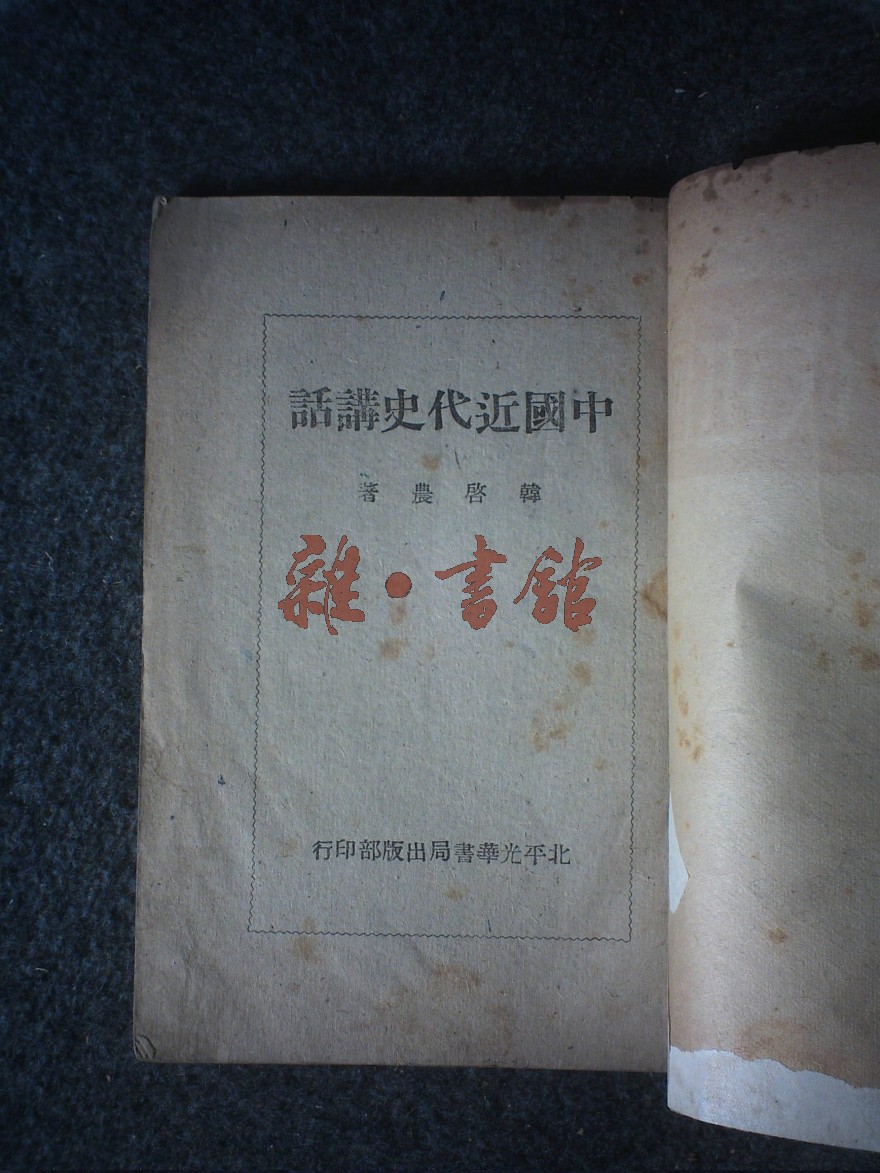 中國近代史講話
韓啓農著
雜·書館
北平光華書局出版部印行